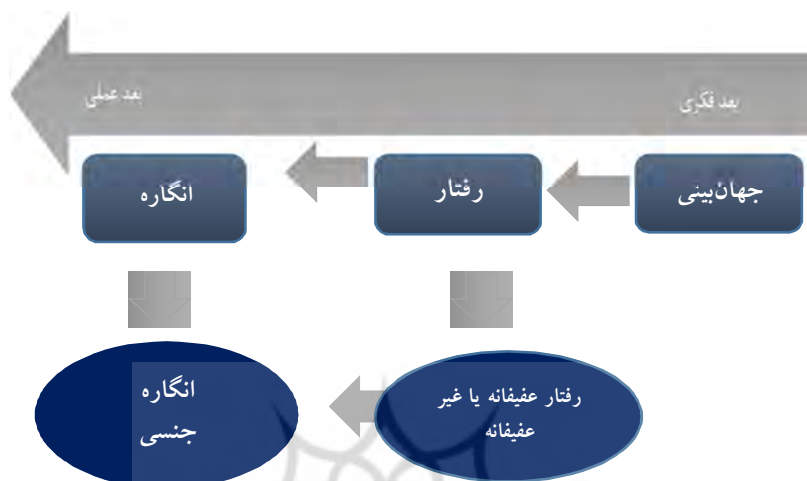 بعد فکری
بعد عملی
جهان‌بینی
رفتار
انگاره
رفتار عفیفانه یا غیر
عفیفانه
انگاره
جنسی